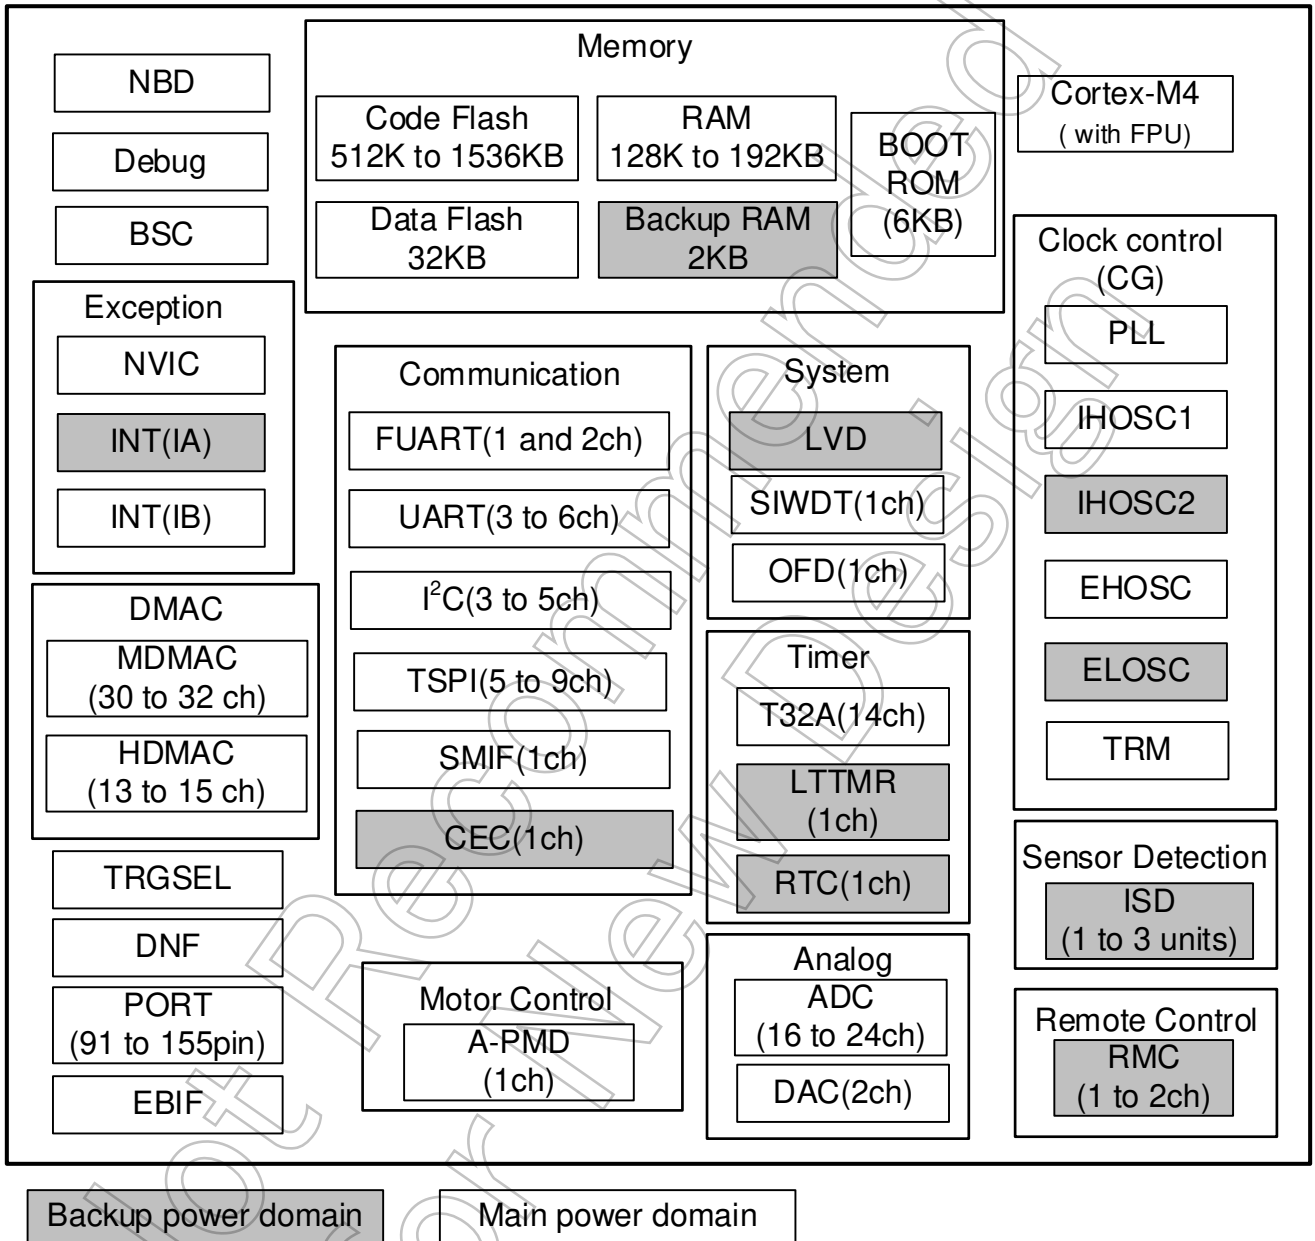 NBD
Debug
BSC
Memory
Code Flash
512K to 1536KB
RAM
128K to 192KB
BOOT
ROM
(6KB)
Data Flash
32KB
Backup RAM
2KB
Cortex-M4
( with FPU)
Exception
NVIC
INT(IA)
INT(IB)
Communication
FUART(1 and 2ch)
UART(3 to 6ch)
I²C(3 to 5ch)
TSPI(5 to 9ch)
SMIF(1ch)
CEC(1ch)
System
LVD
SIWDT(1ch)
OFD(1ch)
Clock control
(CG)
PLL
IHOSC1
IHOSC2
EHOSC
ELOSC
TRM
DMAC
MDMAC
(30 to 32 ch)
HDMAC
(13 to 15 ch)
Timer
T32A(14ch)
LTTMR
(1ch)
RTC(1ch)
TRGSEL
DNF
PORT
(91 to 155pin)
EBIF
Motor Control
A-PMD
(1ch)
Analog
ADC
(16 to 24ch)
DAC(2ch)
Sensor Detection
ISD
(1 to 3 units)
Remote Control
RMC
(1 to 2ch)
Backup power domain
Main power domain
Not Recommended
for New Design